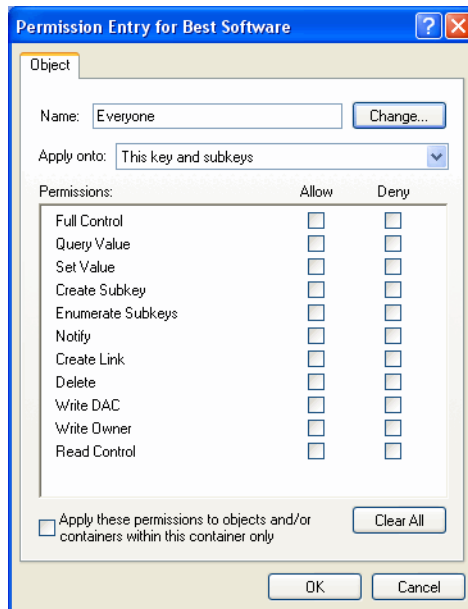 Permission Entry for Best Software
Object
Name: Everyone Change...
Apply onto: This key and subkeys
Permissions: Allow Deny
Full Control
Query Value
Set Value
Create Subkey
Enumerate Subkeys
Notify
Create Link
Delete
Write DAC
Write Owner
Read Control
Apply these permissions to objects and/or
containers within this container only
Clear All
OK Cancel